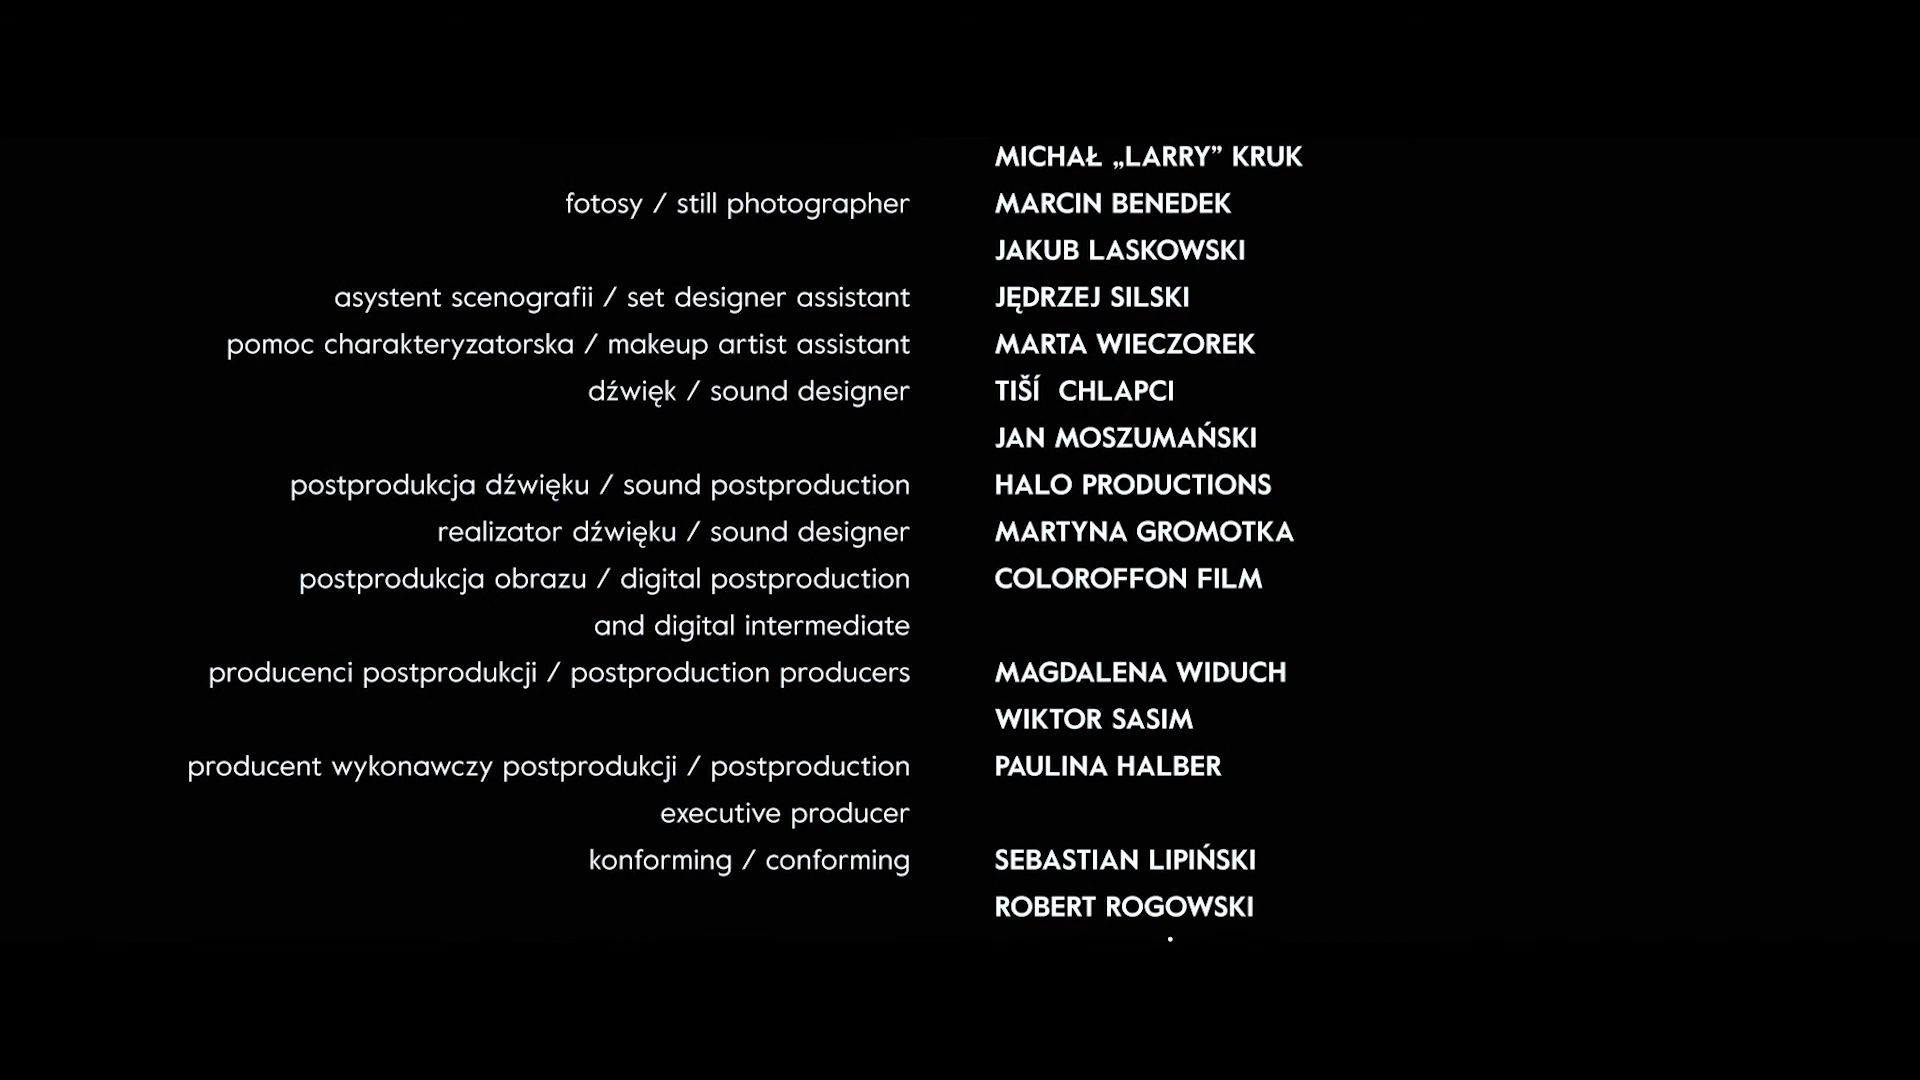 MICHAŁ „LARRY” KRUK
fotosy / still photographer MARCIN BENEDEK
JAKUB LASKOWSKI
asystent scenografii / set designer assistant JĘDRZEJ SILSKI
pomoc charakteryzatorska / makeup artist assistant MARTA WIECZOREK
dźwięk / sound designer TIŠÍ CHLAPCI
JAN MOSZUMAŃSKI
postprodukcja dźwięku / sound postproduction HALO PRODUCTIONS
realizator dźwięku / sound designer MARTYNA GROMOTKA
postprodukcja obrazu / digital postproduction COLOROFFON FILM
and digital intermediate
producenci postprodukcji / postproduction producers MAGDALENA WIDUCH
WIKTOR SASIM
producent wykonawczy postprodukcji / postproduction PAULINA HALBER
executive producer
konforming / conforming SEBASTIAN LIPIŃSKI
ROBERT ROGOWSKI